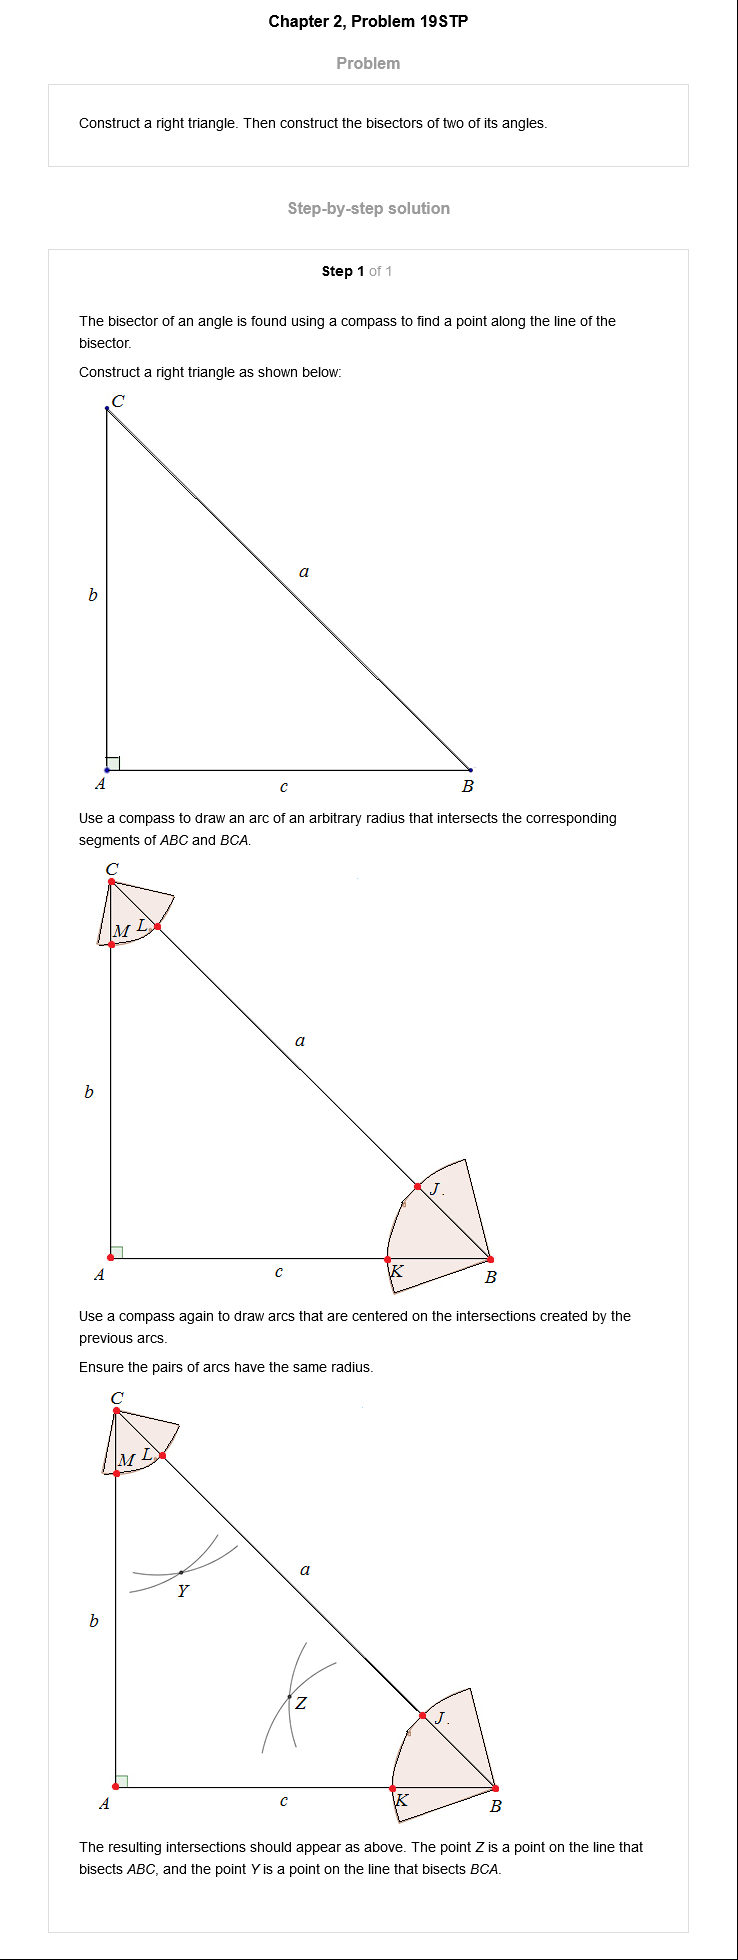 Chapter 2, Problem 19STP
Problem
Construct a right triangle. Then construct the bisectors of two of its angles.
Step-by-step solution
Step 1 of 1
The bisector of an angle is found using a compass to find a point along the line of the
bisector.
Construct a right triangle as shown below:
C
a
b
A
c
B
Use a compass to draw an arc of an arbitrary radius that intersects the corresponding
segments of ABC and BCA.
C
M L
a
b
J
A
c
K
B
Use a compass again to draw arcs that are centered on the intersections created by the
previous arcs.
Ensure the pairs of arcs have the same radius.
C
M L
a
Y
b
Z
J
A
c
K
B
The resulting intersections should appear as above. The point Z is a point on the line that
bisects ABC, and the point Y is a point on the line that bisects BCA.